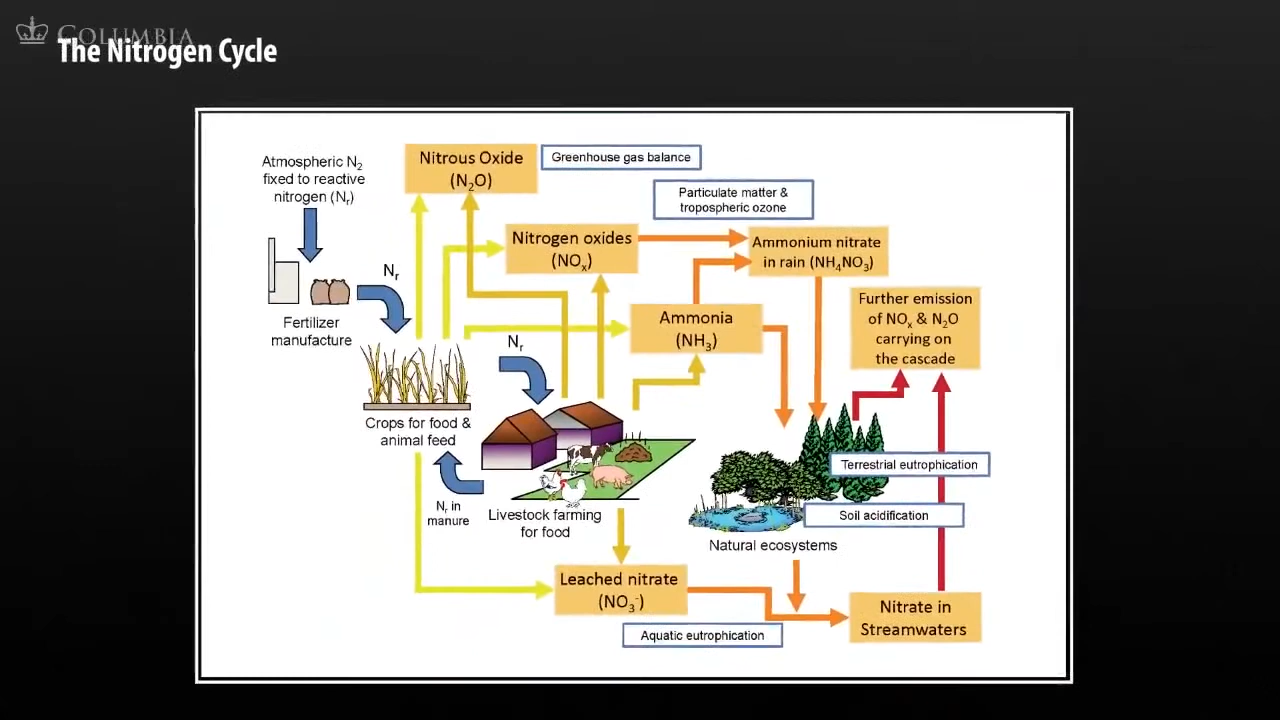 COLUMBIA
The Nitrogen Cycle
Atmospheric N₂
fixed to reactive
nitrogen (Nᵣ)
Nitrous Oxide
(N₂O)
Greenhouse gas balance
Particulate matter &
tropospheric ozone
Nitrogen oxides
(NOₓ)
Ammonium nitrate
in rain (NH₄NO₃)
Nᵣ
Fertilizer
manufacture
Ammonia
(NH₃)
Further emission
of NOₓ & N₂O
carrying on
the cascade
Nᵣ
Crops for food &
animal feed
Nᵣ in
manure
Livestock farming
for food
Terrestrial eutrophication
Soil acidification
Natural ecosystems
Leached nitrate
(NO₃⁻)
Aquatic eutrophication
Nitrate in
Streamwaters